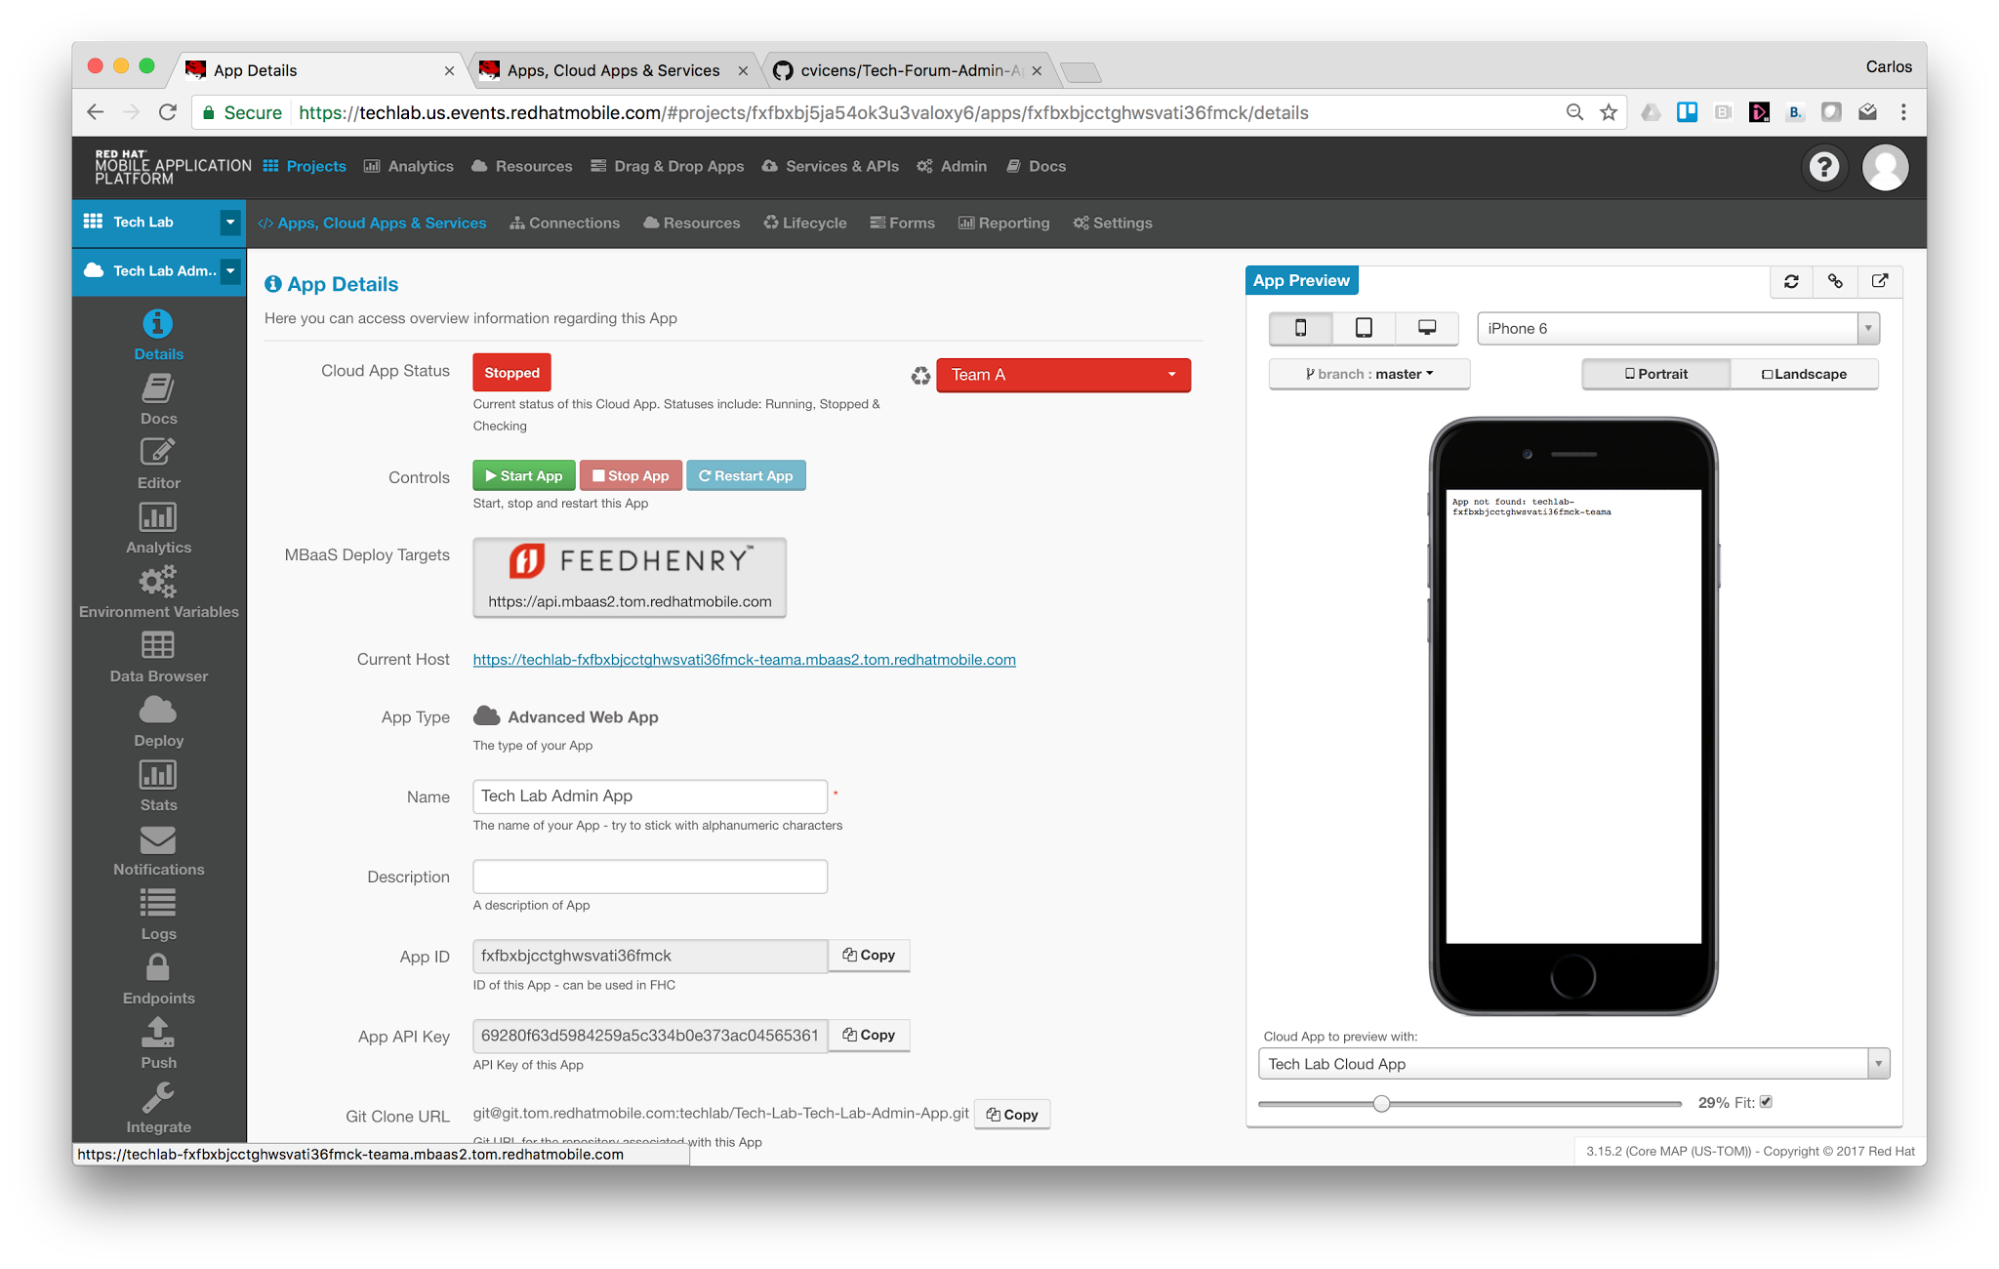 App Details
Apps, Cloud Apps & Services
cvicens/Tech-Forum-Admin-A
Carlos
Secure
https://techlab.us.events.redhatmobile.com/#projects/fxfbxbj5ja54ok3u3valoxy6/apps/fxfbxbjcctghwsvati36fmck/details
RED HAT
MOBILE APPLICATION
PLATFORM
Projects
Analytics
Resources
Drag & Drop Apps
Services & APIs
Admin
Docs
?
Tech Lab
Apps, Cloud Apps & Services
Connections
Resources
Lifecycle
Forms
Reporting
Settings
Tech Lab Adm..
Details
Docs
Editor
Analytics
Environment Variables
Data Browser
Deploy
Stats
Notifications
Logs
Endpoints
Push
Integrate
App Details
Here you can access overview information regarding this App
Cloud App Status
Stopped
Team A
Current status of this Cloud App. Statuses include: Running, Stopped &
Checking
Controls
Start App
Stop App
Restart App
Start, stop and restart this App
MBaaS Deploy Targets
FEEDHENRY™
https://api.mbaas2.tom.redhatmobile.com
Current Host
https://techlab-fxfbxbjcctghwsvati36fmck-teama.mbaas2.tom.redhatmobile.com
App Type
Advanced Web App
The type of your App
Name
Tech Lab Admin App
*
The name of your App - try to stick with alphanumeric characters
Description
A description of App
App ID
fxfbxbjcctghwsvati36fmck
Copy
ID of this App - can be used in FHC
App API Key
69280f63d5984259a5c334b0e373ac04565361
Copy
API Key of this App
Git Clone URL
git@git.tom.redhatmobile.com:techlab/Tech-Lab-Tech-Lab-Admin-App.git
Copy
Git URL for the repository associated with this App
https://techlab-fxfbxbjcctghwsvati36fmck-teama.mbaas2.tom.redhatmobile.com
App Preview
iPhone 6
branch : master
Portrait
Landscape
App not found: techlab-
fxfbxbjcctghwsvati36fmck-teama
Cloud App to preview with:
Tech Lab Cloud App
29% Fit:
3.15.2 (Core MAP (US-TOM)) - Copyright © 2017 Red Hat